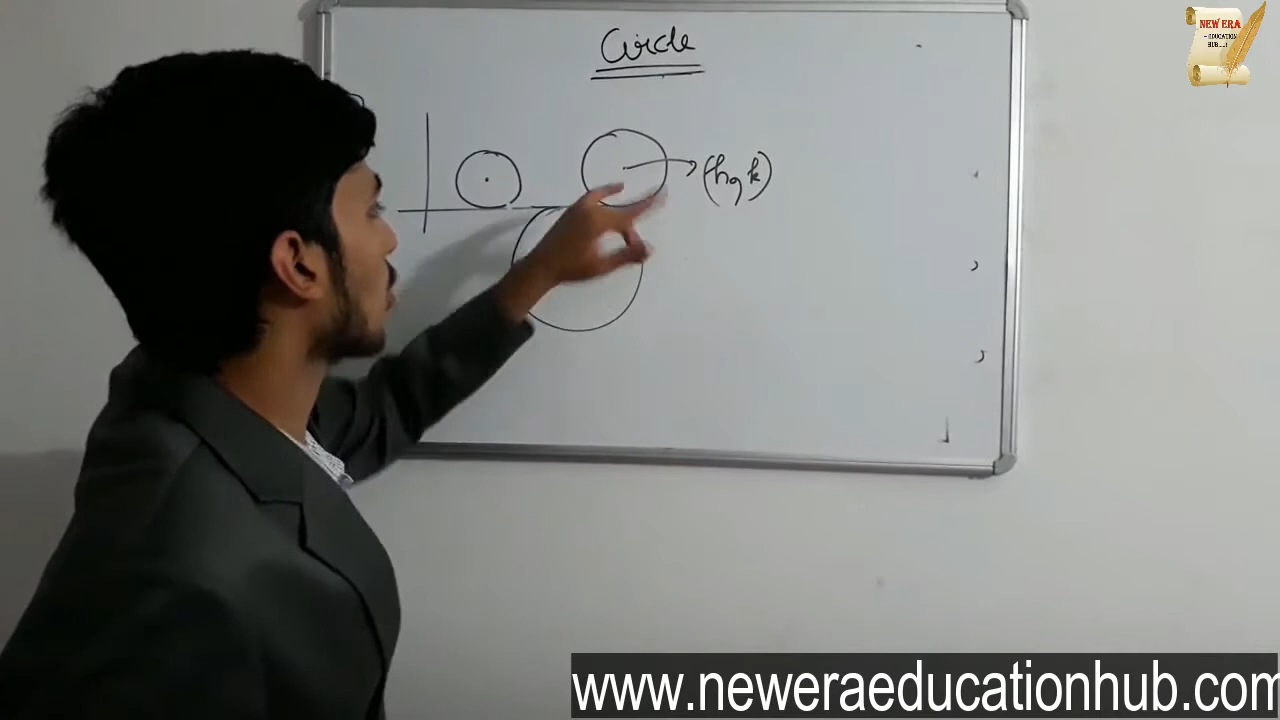 Circle
(h, k)
NEW ERA
- EDUCATION
HUB.....!
www.neweraeducationhub.com